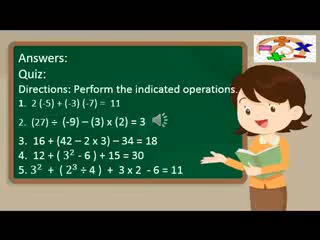 Answers:
Quiz:
Directions: Perform the indicated operations.
1. 2 (-5) + (-3) (-7) = 11
2. (27) ÷ (-9) – (3) x (2) = 3
3. 16 + (42 – 2 x 3) – 34 = 18
4. 12 + ( 3² - 6 ) + 15 = 30
5. 3² + ( 2³ ÷ 4 ) + 3 x 2 - 6 = 11